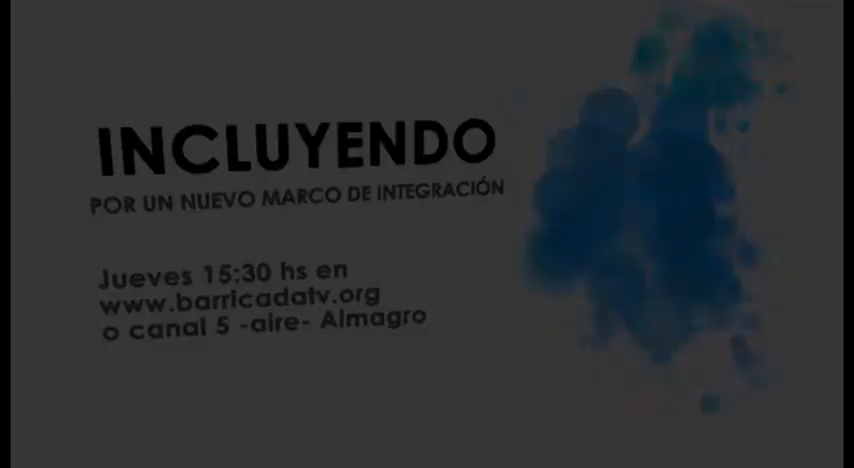 INCLUYENDO
POR UN NUEVO MARCO DE INTEGRACIÓN
Jueves 15:30 hs en
www.barricadatv.org
o canal 5 -aire- Almagro